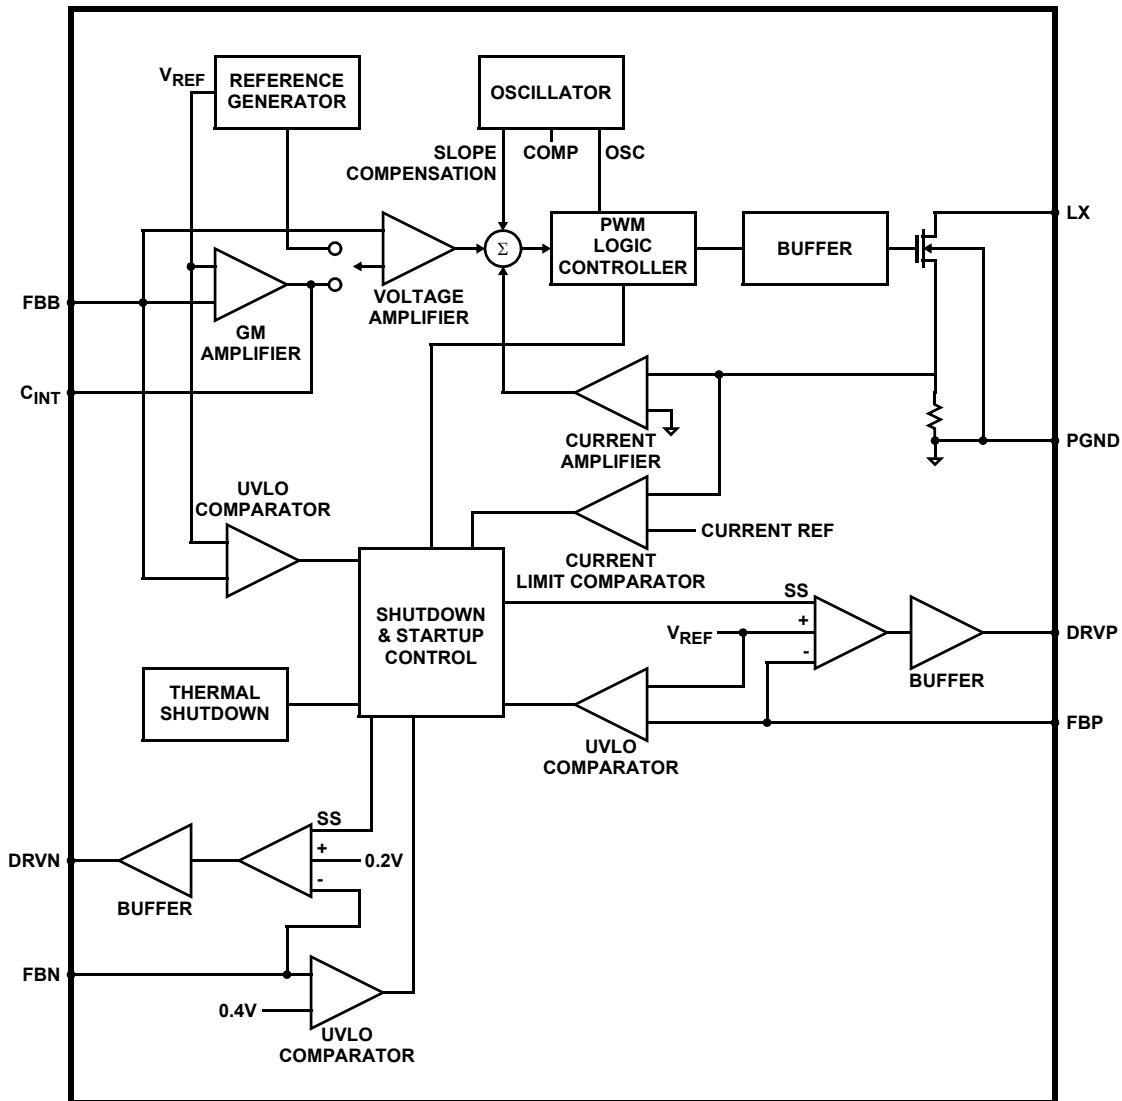 VREF
REFERENCE
GENERATOR
OSCILLATOR
SLOPE
COMPENSATION
COMP
OSC
LX
PWM
LOGIC
CONTROLLER
BUFFER
Σ
FBB
GM
AMPLIFIER
VOLTAGE
AMPLIFIER
CINT
CURRENT
AMPLIFIER
PGND
UVLO
COMPARATOR
CURRENT REF
CURRENT
LIMIT COMPARATOR
SHUTDOWN
& STARTUP
CONTROL
SS
+
-
VREF
DRVP
BUFFER
THERMAL
SHUTDOWN
FBP
UVLO
COMPARATOR
SS
+
-
0.2V
DRVN
BUFFER
FBN
0.4V
UVLO
COMPARATOR